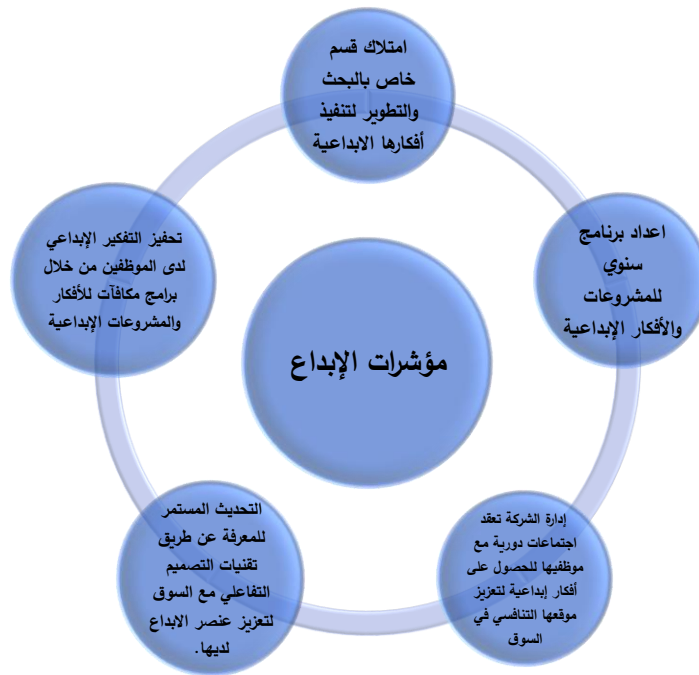 امتلاك قسم
خاص بالبحث
والتطوير لتنفيذ
أفكارها الابداعية
اعداد برنامج
سنوي
للمشروعات
والأفكار الإبداعية
إدارة الشركة تعقد
اجتماعات دورية مع
موظفيها للحصول على
أفكار إبداعية لتعزيز
موقعها التنافسي في
السوق
التحديث المستمر
للمعرفة عن طريق
تقنيات التصميم
التفاعلي مع السوق
لتعزيز عنصر الابداع
لديها.
تحفيز التفكير الإبداعي
لدى الموظفين من خلال
برامج مكافآت للأفكار
والمشروعات الإبداعية
مؤشرات الإبداع